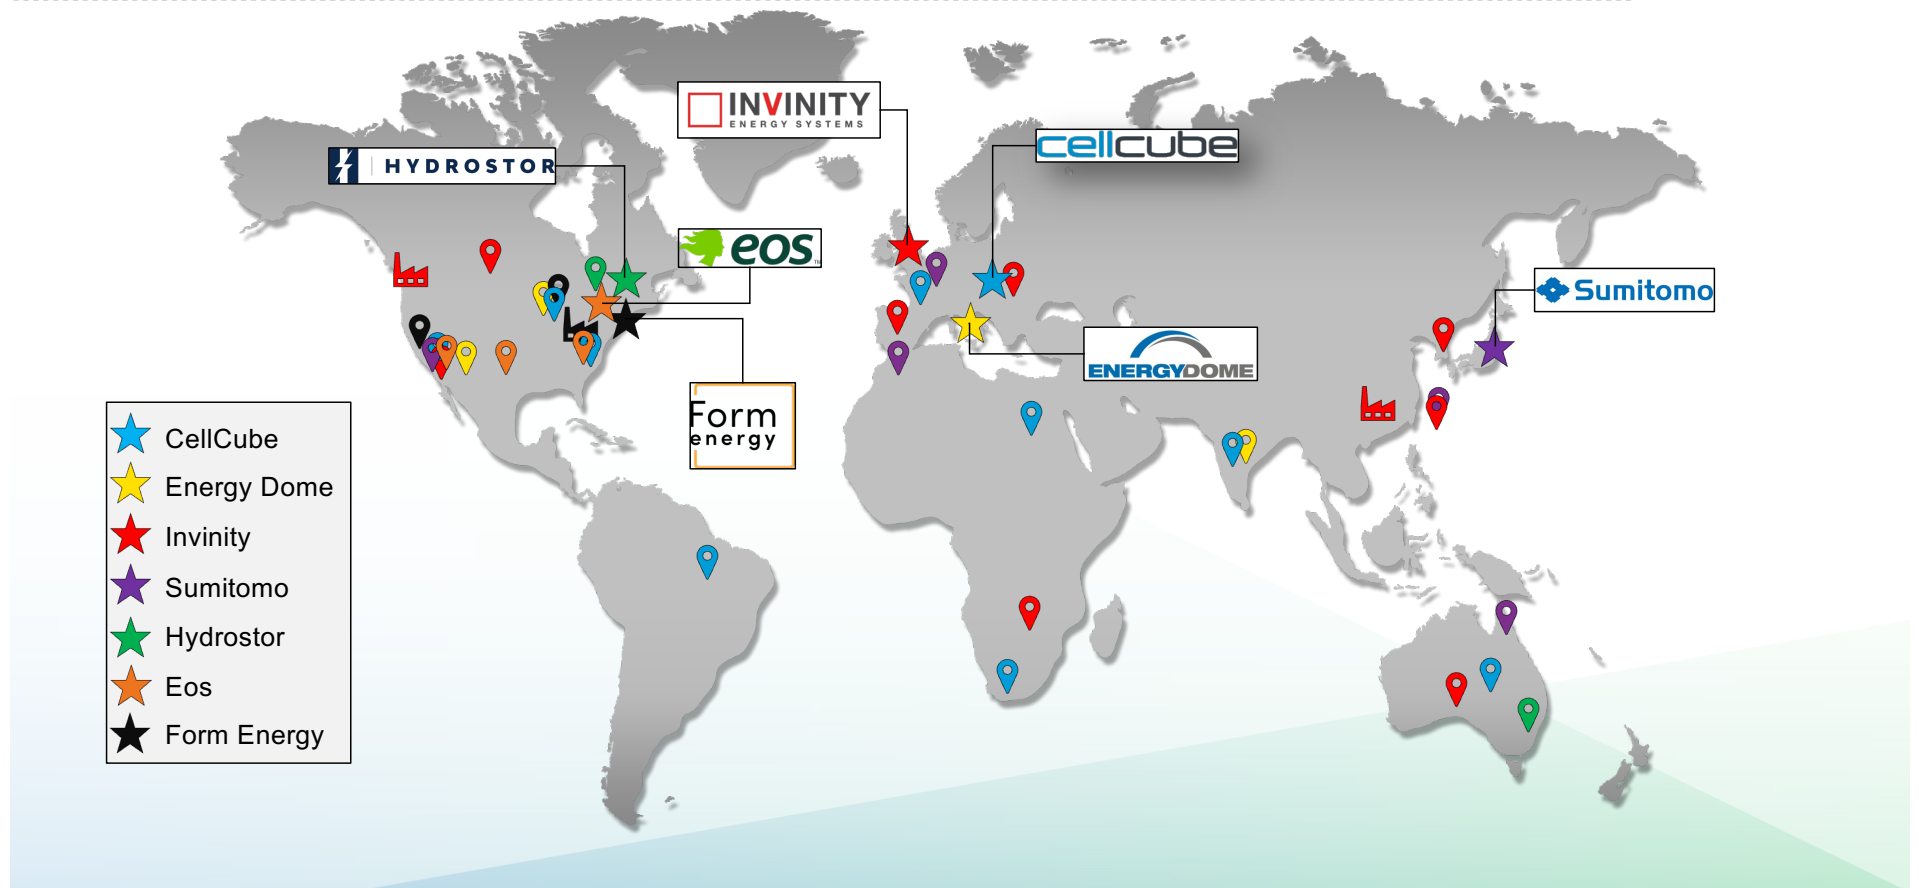 INVINITY
ENERGY SYSTEMS
cellcube
HYDROSTOR
eos
TM
Sumitomo
ENERGYDOME
Form
energy
CellCube
Energy Dome
Invinity
Sumitomo
Hydrostor
Eos
Form Energy